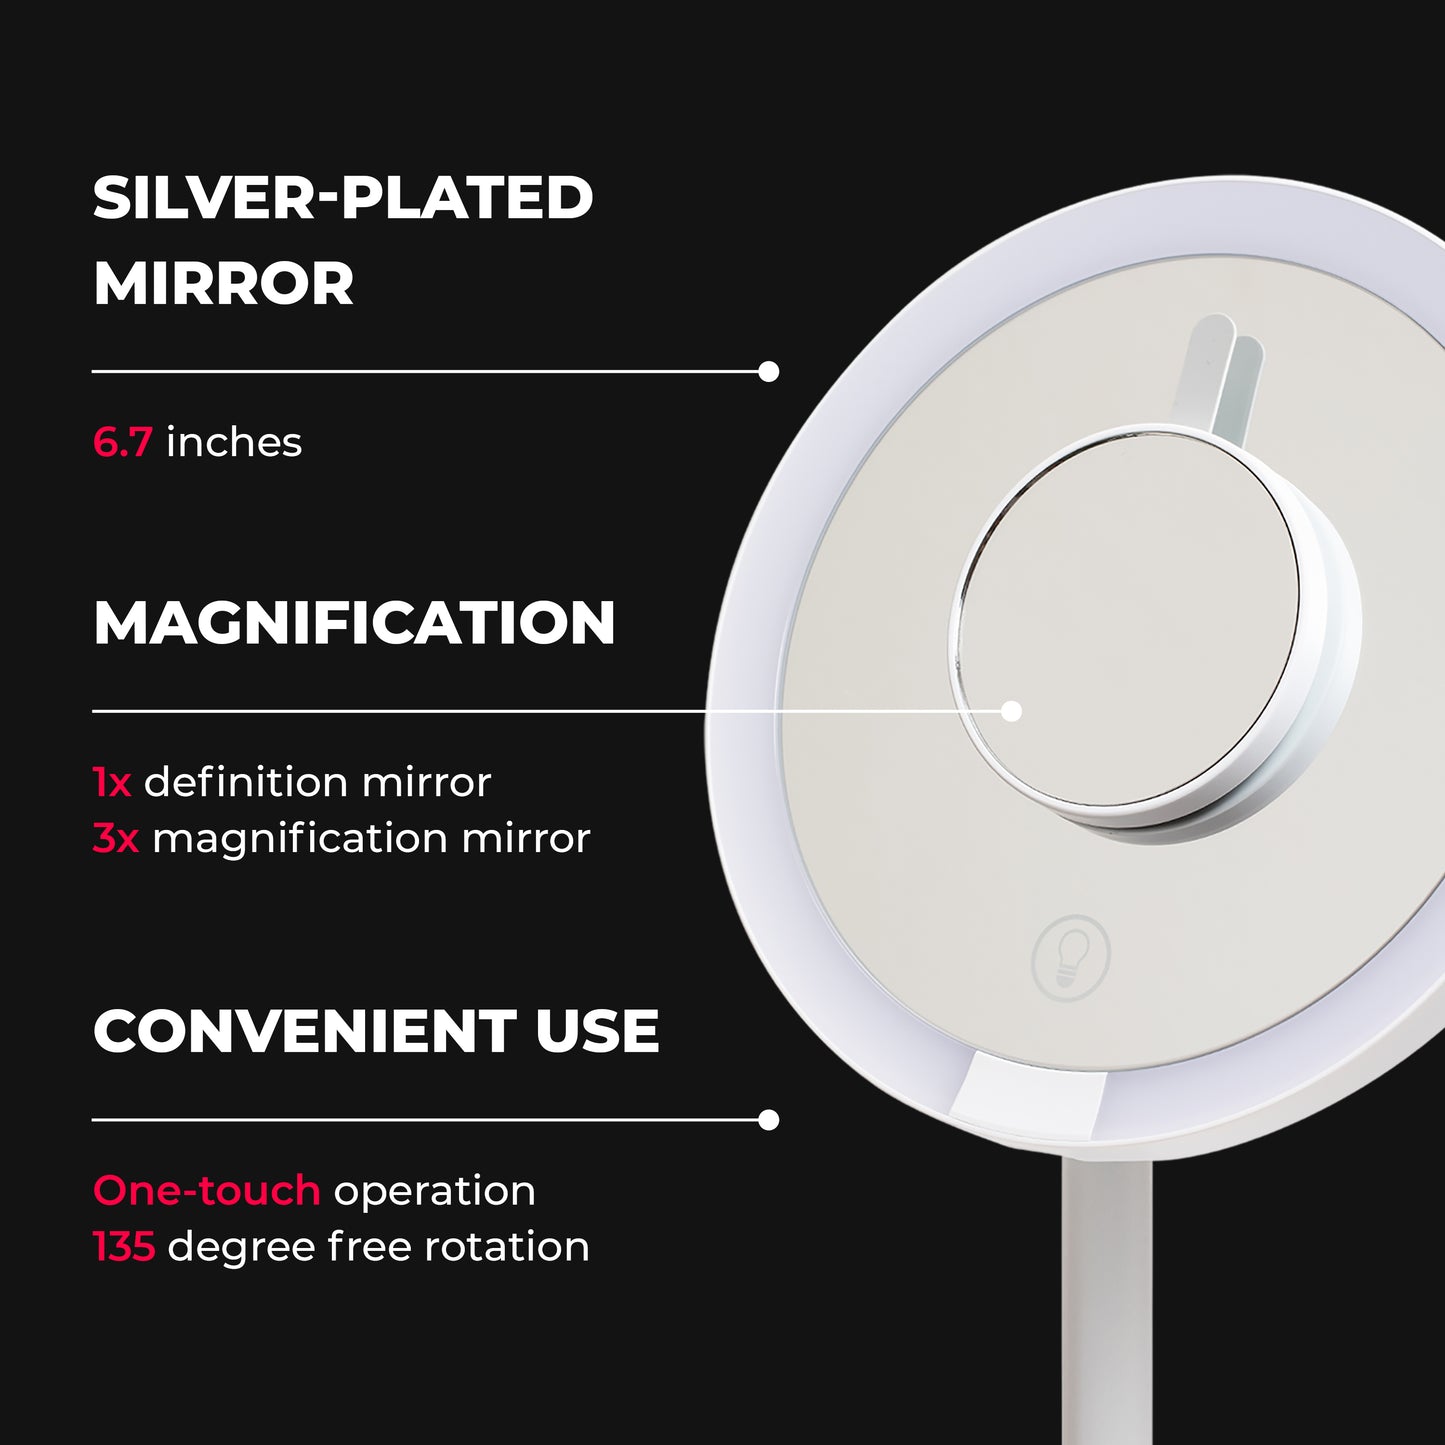 SILVER-PLATED
MIRROR
6.7 inches
MAGNIFICATION
1x definition mirror
3x magnification mirror
CONVENIENT USE
One-touch operation
135 degree free rotation